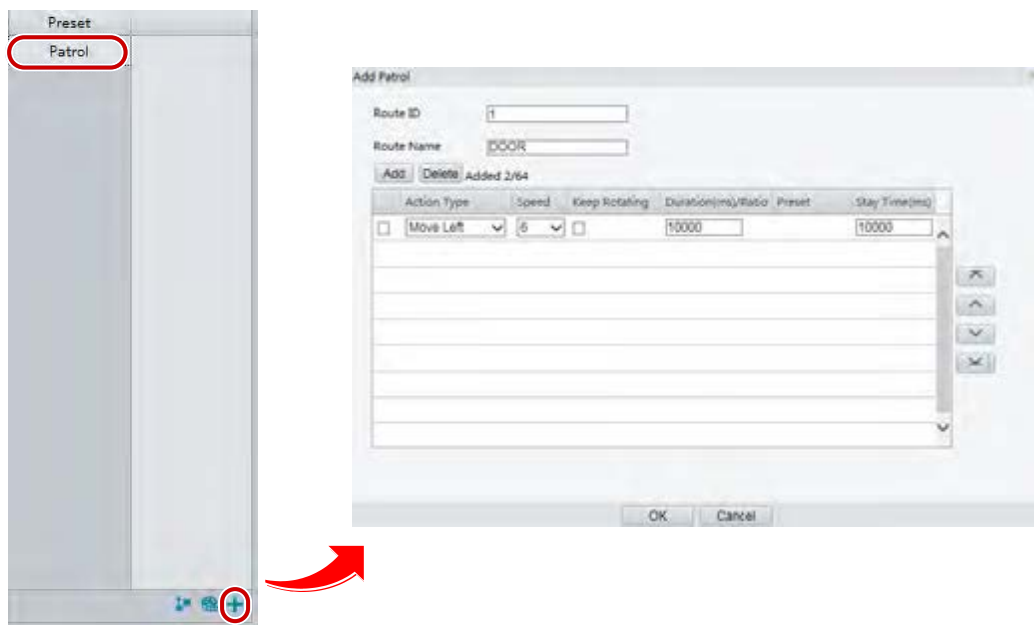 Preset
Patrol
Add Patrol
Route ID 1
Route Name DOOR
Add Delete Added 2/64
Action Type Speed Keep Rotating Duration(ms)/Ratio Preset Stay Time(ms)
Move Left 6 10000 10000
OK Cancel